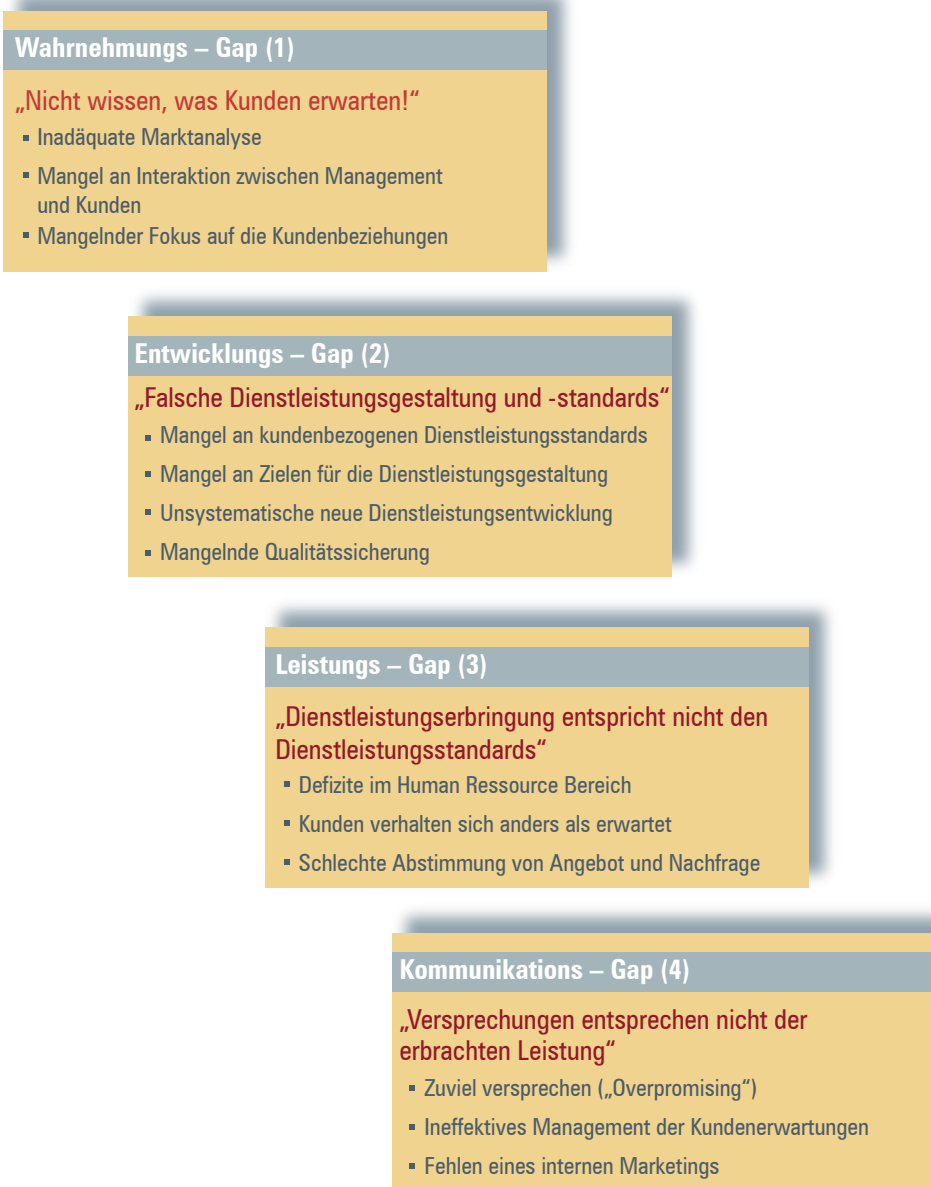 Wahrnehmungs – Gap (1)
„Nicht wissen, was Kunden erwarten!“
▪ Inadäquate Marktanalyse
▪ Mangel an Interaktion zwischen Management
und Kunden
▪ Mangelnder Fokus auf die Kundenbeziehungen
Entwicklungs – Gap (2)
„Falsche Dienstleistungsgestaltung und -standards“
▪ Mangel an kundenbezogenen Dienstleistungsstandards
▪ Mangel an Zielen für die Dienstleistungsgestaltung
▪ Unsystematische neue Dienstleistungsentwicklung
▪ Mangelnde Qualitätssicherung
Leistungs – Gap (3)
„Dienstleistungserbringung entspricht nicht den
Dienstleistungsstandards“
▪ Defizite im Human Ressource Bereich
▪ Kunden verhalten sich anders als erwartet
▪ Schlechte Abstimmung von Angebot und Nachfrage
Kommunikations – Gap (4)
„Versprechungen entsprechen nicht der
erbrachten Leistung“
▪ Zuviel versprechen („Overpromising“)
▪ Ineffektives Management der Kundenerwartungen
▪ Fehlen eines internen Marketings